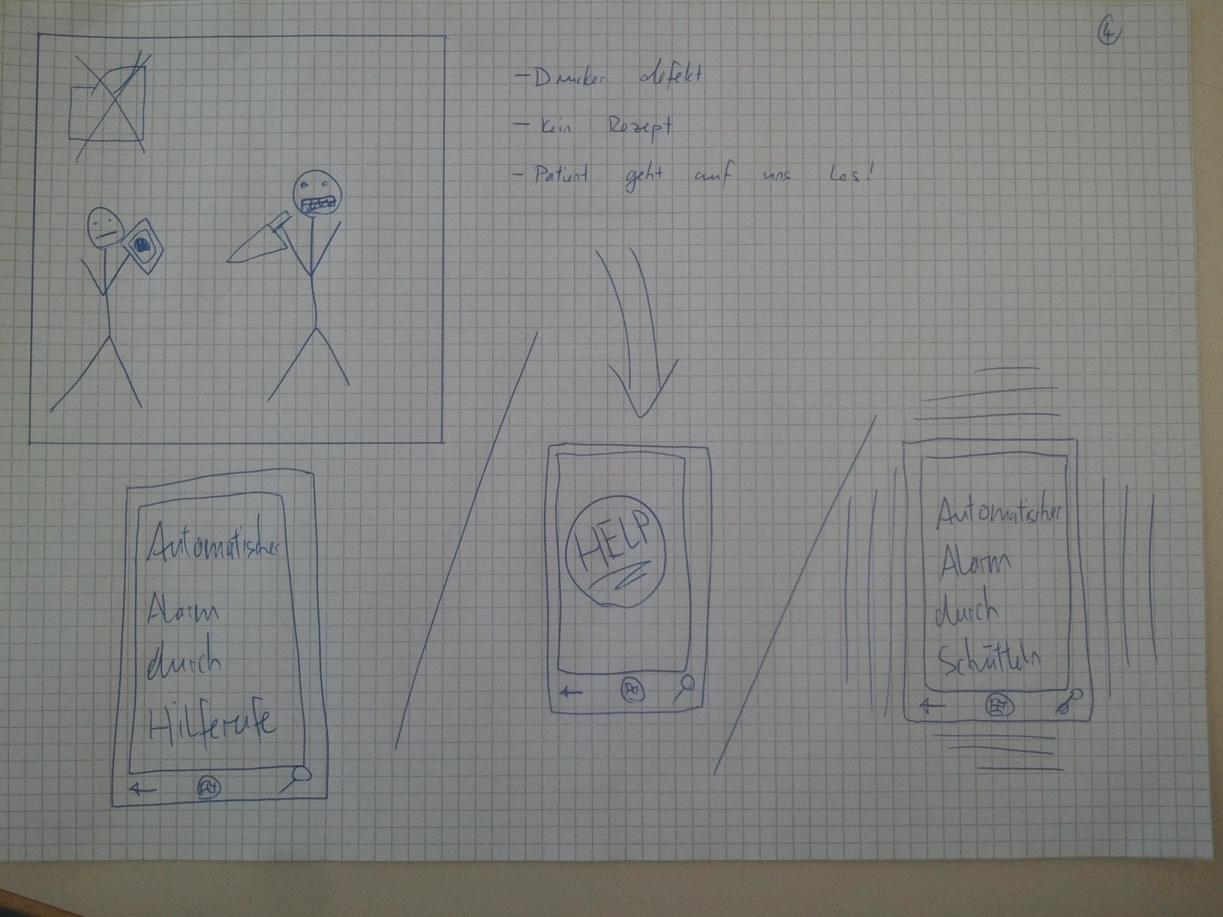 4
- Drucker defekt
- Kein Rezept
- Patient geht auf uns los!
Automatischer
Alarm
durch
Hilferufe
HELP
Automatischer
Alarm
durch
Schütteln